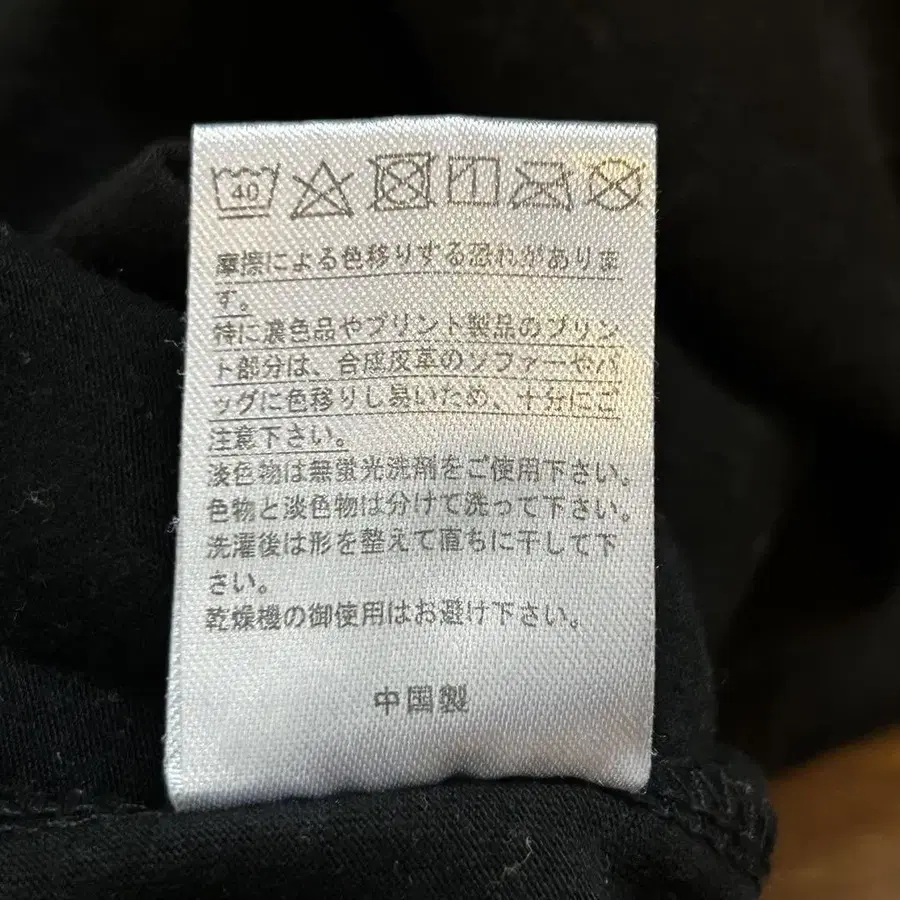 40
摩擦による色移りする恐れがありま
す。
特に濃色品やプリント製品のプリン
ト部分は、合成皮革のソファーやバ
ッグに色移りし易いため、十分にご
注意下さい。
淡色物は無蛍光洗剤をご使用下さい。
色物と淡色物は分けて洗って下さい。
洗濯後は形を整えて直ちに干して下
さい。
乾燥機の御使用はお避け下さい。
中国製